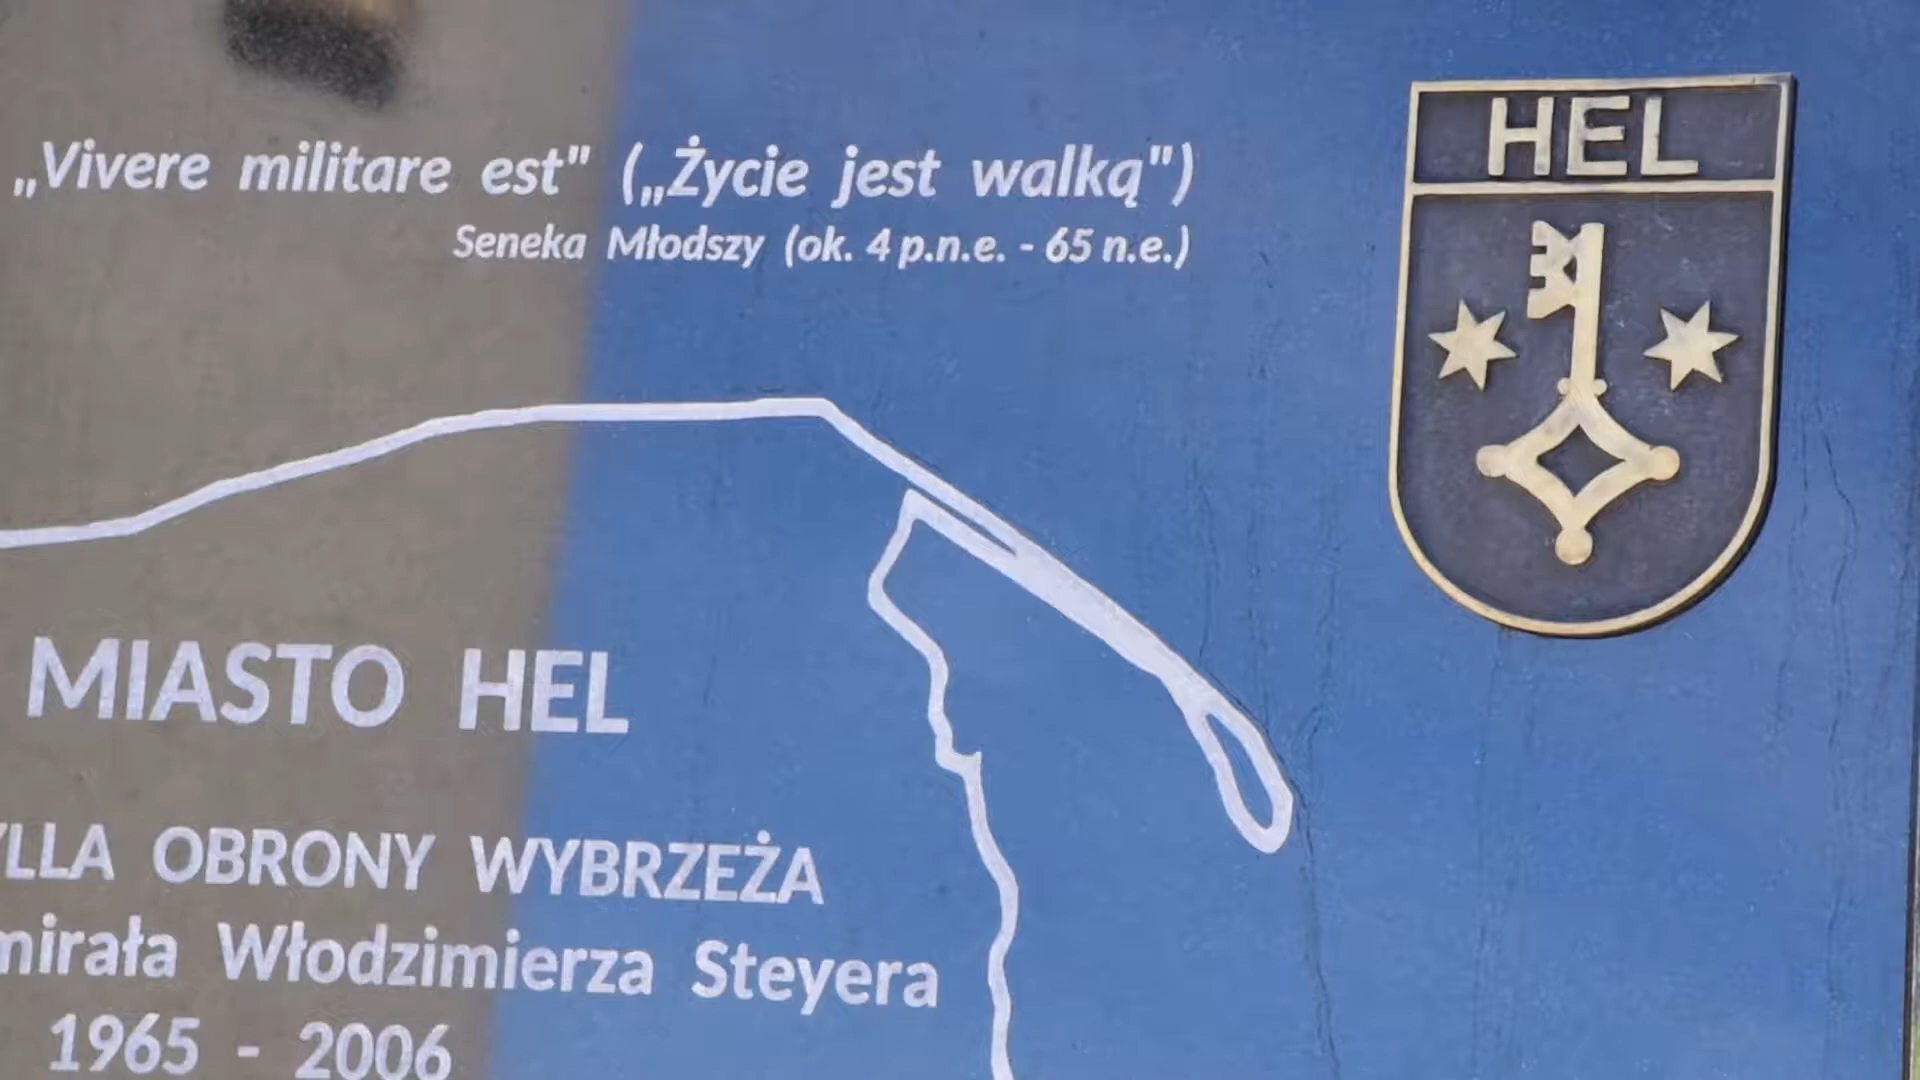 „Vivere militare est" („Życie jest walką")
Seneka Młodszy (ok. 4 p.n.e. - 65 n.e.)
HEL
MIASTO HEL
OBRONY WYBRZEŻA
Włodzimierza Steyera
1965 - 2006